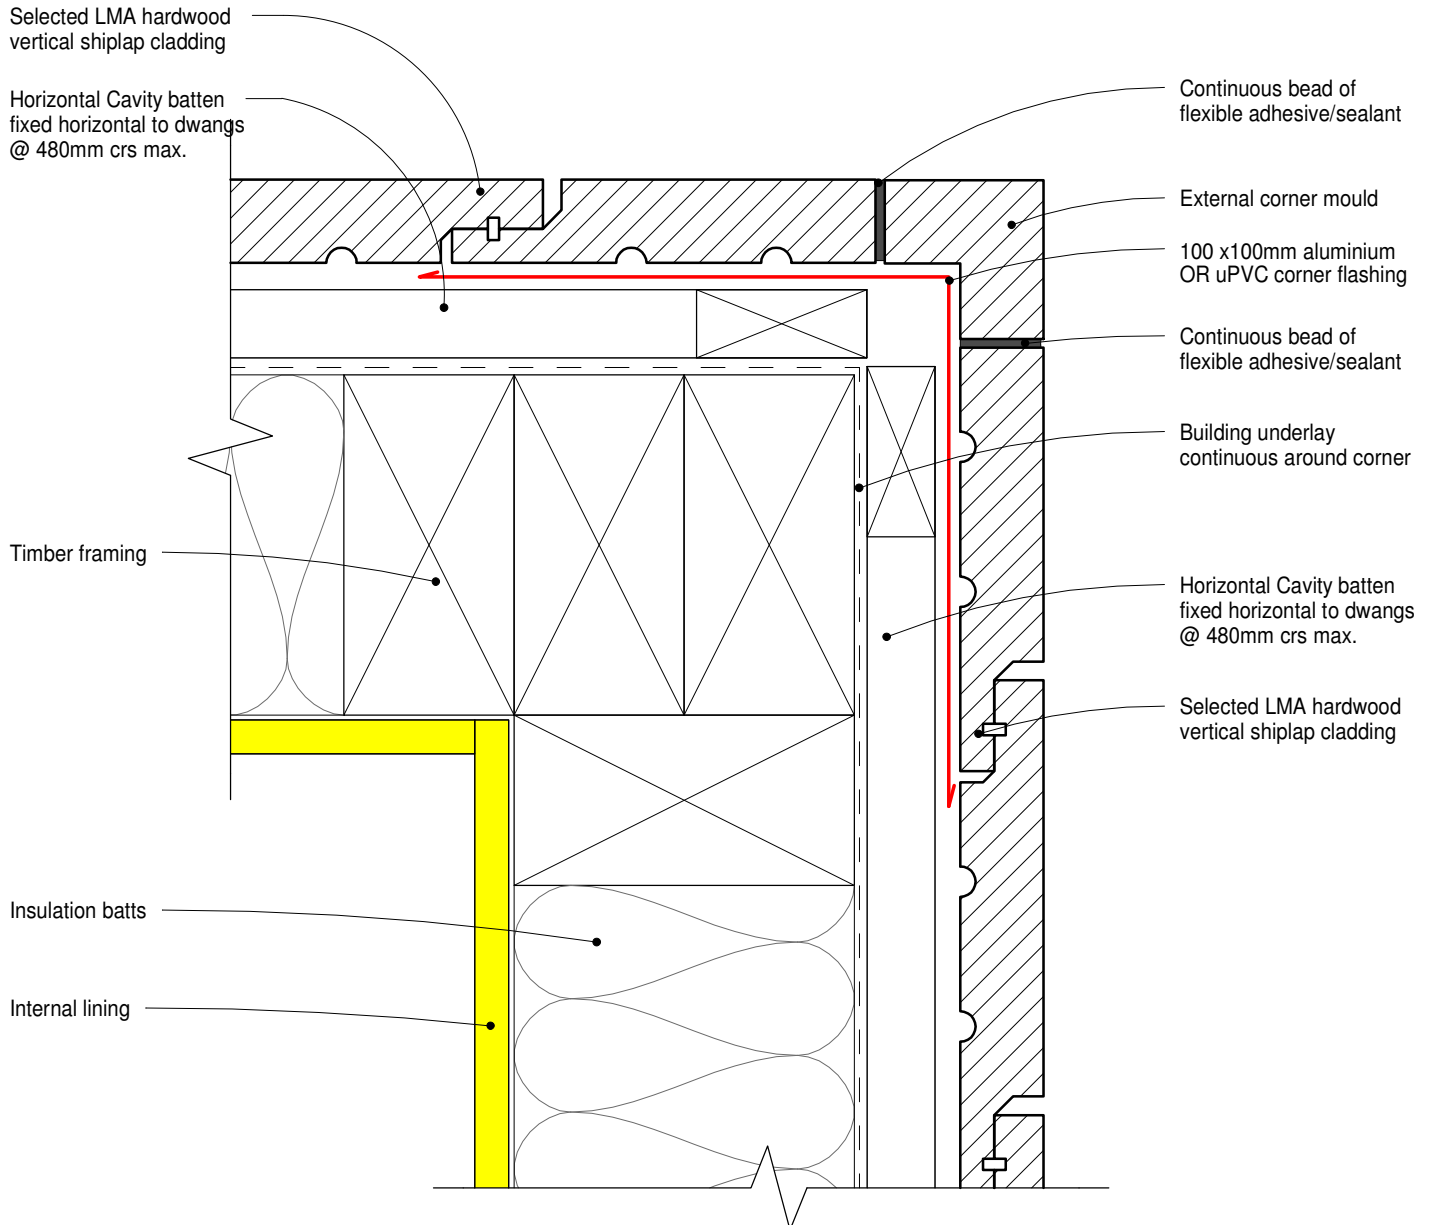 Selected LMA hardwood
vertical shiplap cladding
Horizontal Cavity batten
fixed horizontal to dwangs
@ 480mm crs max.
Timber framing
Insulation batts
Internal lining
Continuous bead of
flexible adhesive/sealant
External corner mould
100 x100mm aluminium
OR uPVC corner flashing
Continuous bead of
flexible adhesive/sealant
Building underlay
continuous around corner
Horizontal Cavity batten
fixed horizontal to dwangs
@ 480mm crs max.
Selected LMA hardwood
vertical shiplap cladding